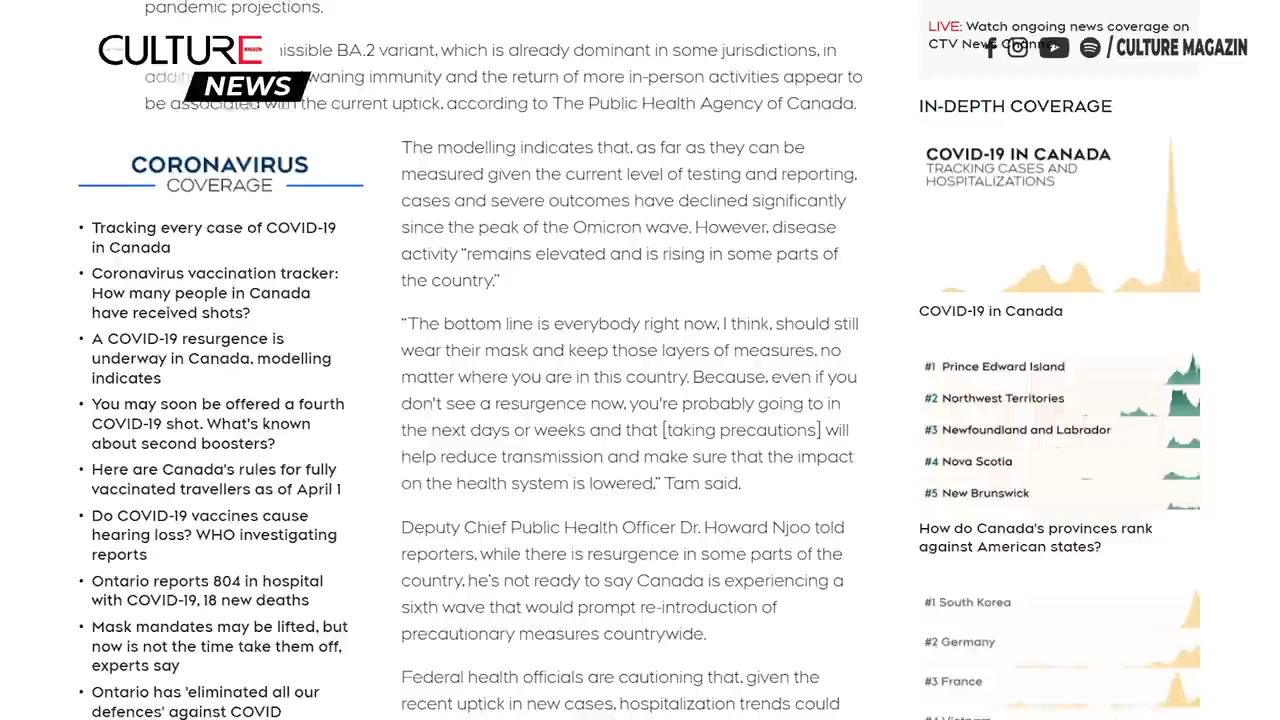 pandemic projections.
CULTURE
NEWS
issible BA.2 variant, which is already dominant in some jurisdictions, in
waning immunity and the return of more in-person activities appear to
be associated with the current uptick, according to The Public Health Agency of Canada.
LIVE: Watch ongoing news coverage on
CTV News Channel
/ CULTURE MAGAZIN
CORONAVIRUS
COVERAGE
• Tracking every case of COVID-19
in Canada
• Coronavirus vaccination tracker:
How many people in Canada
have received shots?
• A COVID-19 resurgence is
underway in Canada, modelling
indicates
• You may soon be offered a fourth
COVID-19 shot. What's known
about second boosters?
• Here are Canada's rules for fully
vaccinated travellers as of April 1
• Do COVID-19 vaccines cause
hearing loss? WHO investigating
reports
• Ontario reports 804 in hospital
with COVID-19, 18 new deaths
• Mask mandates may be lifted, but
now is not the time take them off,
experts say
• Ontario has 'eliminated all our
defences' against COVID
The modelling indicates that, as far as they can be
measured given the current level of testing and reporting,
cases and severe outcomes have declined significantly
since the peak of the Omicron wave. However, disease
activity “remains elevated and is rising in some parts of
the country.”
“The bottom line is everybody right now, I think, should still
wear their mask and keep those layers of measures, no
matter where you are in this country. Because, even if you
don't see a resurgence now, you're probably going to in
the next days or weeks and that [taking precautions] will
help reduce transmission and make sure that the impact
on the health system is lowered,” Tam said.
Deputy Chief Public Health Officer Dr. Howard Njoo told
reporters, while there is resurgence in some parts of the
country, he's not ready to say Canada is experiencing a
sixth wave that would prompt re-introduction of
precautionary measures countrywide.
Federal health officials are cautioning that, given the
recent uptick in new cases, hospitalization trends could
IN-DEPTH COVERAGE
COVID-19 IN CANADA
TRACKING CASES AND
HOSPITALIZATIONS
COVID-19 in Canada
#1 Prince Edward Island
#2 Northwest Territories
#3 Newfoundland and Labrador
#4 Nova Scotia
#5 New Brunswick
How do Canada's provinces rank
against American states?
#1 South Korea
#2 Germany
#3 France